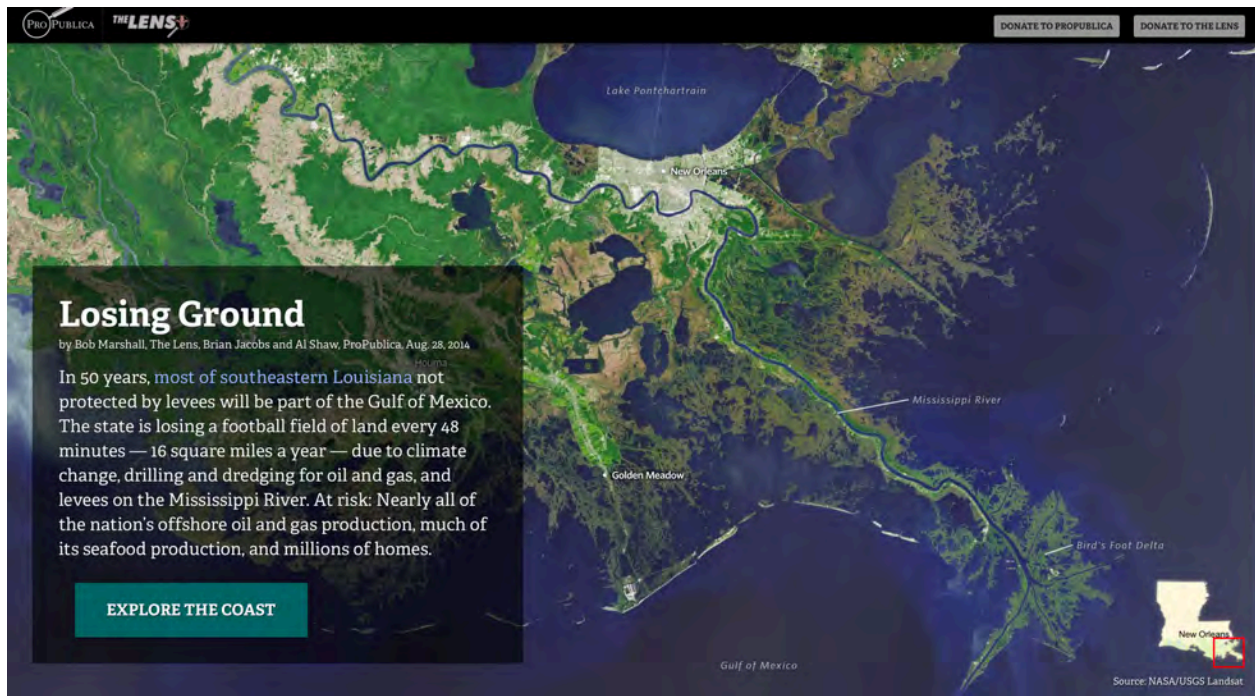 PROPUBLICA THE LENS
DONATE TO PROPUBLICA DONATE TO THE LENS
Lake Pontchartrain
New Orleans
Losing Ground
by Bob Marshall, The Lens, Brian Jacobs and Al Shaw, ProPublica. Aug. 28, 2014
Houma
In 50 years, most of southeastern Louisiana not
protected by levees will be part of the Gulf of Mexico.
The state is losing a football field of land every 48
minutes — 16 square miles a year — due to climate
change, drilling and dredging for oil and gas, and
levees on the Mississippi River. At risk: Nearly all of
the nation's offshore oil and gas production, much of
its seafood production, and millions of homes.
EXPLORE THE COAST
Mississippi River
Golden Meadow
Bird's Foot Delta
New Orleans
Gulf of Mexico
Source: NASA/USGS Landsat